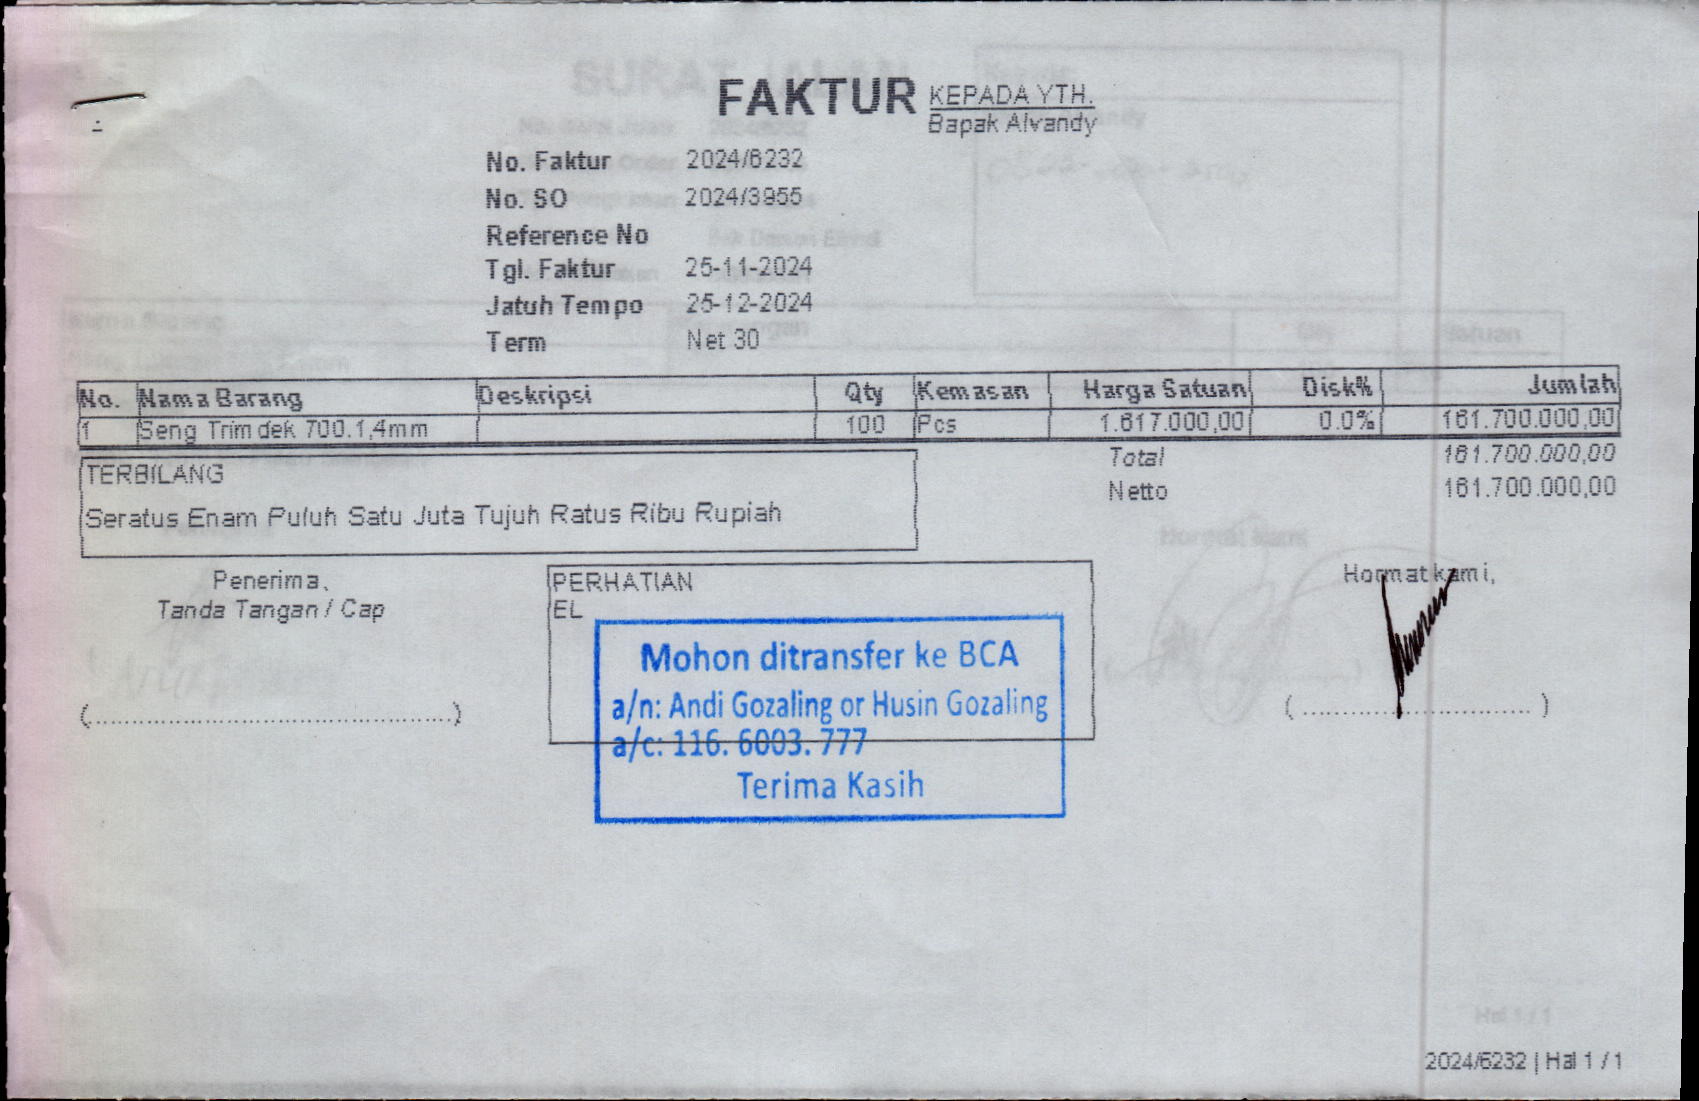 FAKTUR
KEPADA YTH.
Bapak Alvandy
No. Faktur 2024/6232
No. SO 2024/3955
Reference No
Tgl. Faktur 25-11-2024
Jatuh Tempo 25-12-2024
Term Net 30
No. Nama Barang Deskripsi Qty Kemasan Harga Satuan Disk% Jumlah
1 Seng Trimdek 700.1,4mm 100 Pcs 1.617.000,00 0.0% 161.700.000,00
Total 161.700.000,00
Netto 161.700.000,00
TERBILANG
Seratus Enam Puluh Satu Juta Tujuh Ratus Ribu Rupiah
Penerima,
Tanda Tangan / Cap
(............................................)
PERHATIAN
EL
Mohon ditransfer ke BCA
a/n: Andi Gozaling or Husin Gozaling
a/c: 116. 6003. 777
Terima Kasih
Hormat kami,
(............................)
2024/6232 | Hal 1 / 1